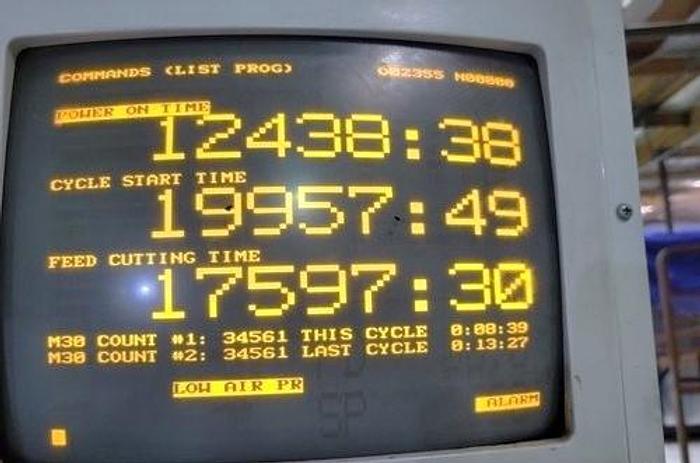 COMMANDS (LIST PROG) O02355 N00000
POWER ON TIME
12438:38
CYCLE START TIME
19957:49
FEED CUTTING TIME
17597:30
M30 COUNT #1: 34561 THIS CYCLE 0:08:39
M30 COUNT #2: 34561 LAST CYCLE 0:13:27
LOW AIR PR
ALARM